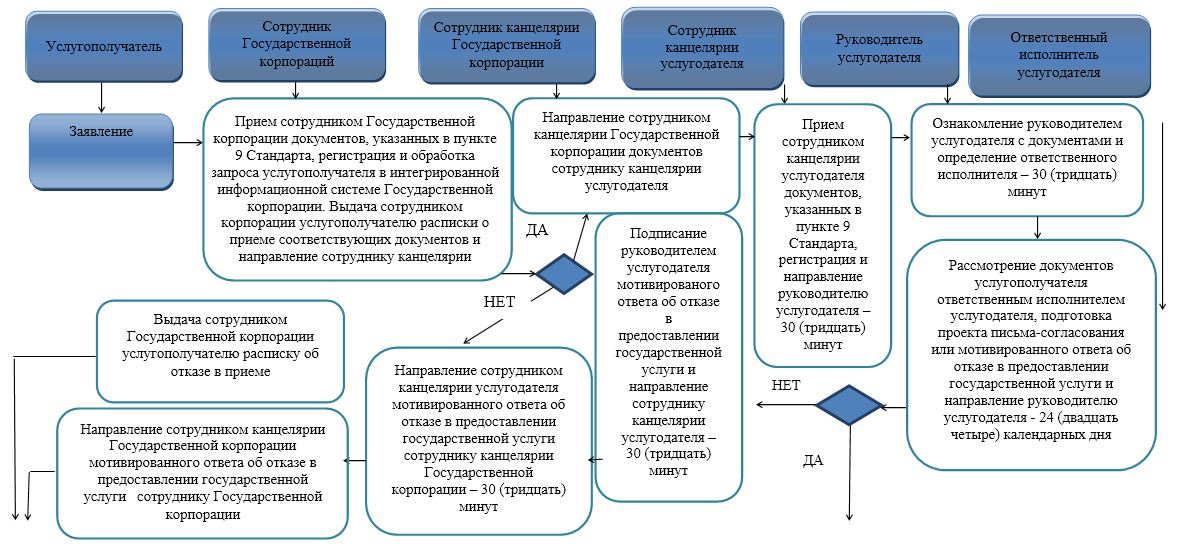 Услугополучатель
Сотрудник
Государственной
корпораций
Сотрудник канцелярии
Государственной
корпорации
Сотрудник
канцелярии
услугодателя
Руководитель
услугодателя
Ответственный
исполнитель
услугодателя
Заявление
Прием сотрудником Государственной
корпорации документов, указанных в пункте
9 Стандарта, регистрация и обработка
запроса услугополучателя в интегрированной
информационной системе Государственной
корпорации. Выдача сотрудником
корпорации услугополучателю расписки о
приеме соответствующих документов и
направление сотруднику канцелярии
Направление сотрудником
канцелярии Государственной
корпорации документов
сотруднику канцелярии
услугодателя
Прием
сотрудником
канцелярии
услугодателя
документов,
указанных в
пункте 9
Стандарта,
регистрация и
направление
руководителю
услугодателя –
30 (тридцать)
минут
Ознакомление руководителем
услугодателя с документами и
определение ответственного
исполнителя – 30 (тридцать)
минут
ДА
НЕТ
Подписание
руководителем
услугодателя
мотивированого
ответа об отказе
в
предоставлении
государственной
услуги и
направление
сотруднику
канцелярии
услугодателя –
30 (тридцать)
минут
Рассмотрение документов
услугополучателя
ответственным исполнителем
услугодателя, подготовка
проекта письма-согласования
или мотивированного ответа об
отказе в предоставлении
государственной услуги и
направление руководителю
услугодателя - 24 (двадцать
четыре) календарных дня
НЕТ
ДА
Выдача сотрудником
Государственной корпорации
услугополучателю расписку об
отказе в приеме
Направление сотрудником
канцелярии услугодателя
мотивированного ответа об
отказе в предоставлении
государственной услуги
сотруднику канцелярии
Государственной
корпорации – 30 (тридцать)
минут
Направление сотрудником канцелярии
Государственной корпорации
мотивированного ответа об отказе в
предоставлении государственной
услуги сотруднику Государственной
корпорации